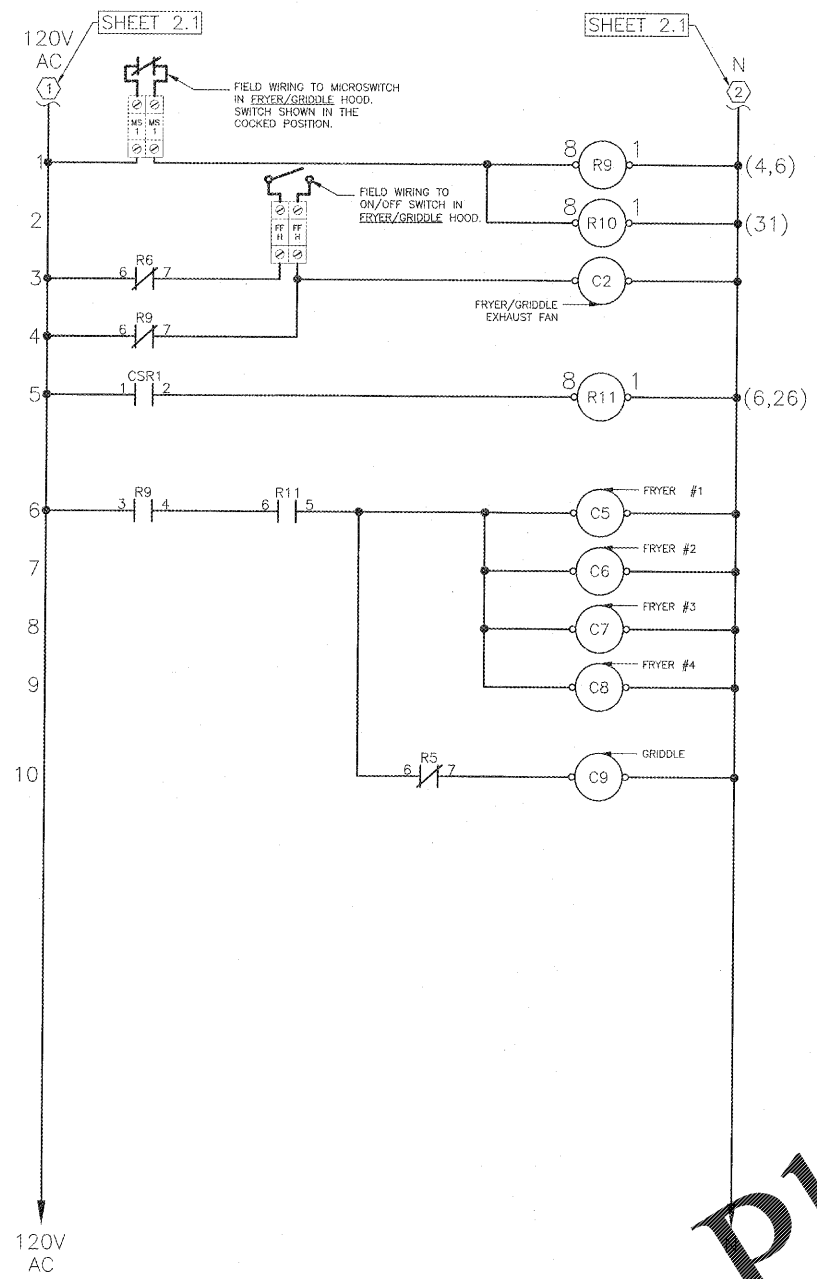 SHEET 2.1
SHEET 2.1
120V
AC
N
1
2
FIELD WIRING TO MICROSWITCH
IN FRYER/GRIDDLE HOOD.
SWITCH SHOWN IN THE
COCKED POSITION.
MS MS
1 1
1
8 R9 1
(4,6)
FIELD WIRING TO
ON/OFF SWITCH IN
FRYER/GRIDDLE HOOD.
2
FF FF
H H
8 R10 1
(31)
3
R6
6 7
C2
FRYER/GRIDDLE
EXHAUST FAN
4
R9
6 7
5
CSR1
1 2
8 R11 1
(6,26)
6
R9
3 4
R11
6 5
FRYER #1
C5
7
FRYER #2
C6
8
FRYER #3
C7
9
FRYER #4
C8
10
R5
6 7
GRIDDLE
C9
120V
AC